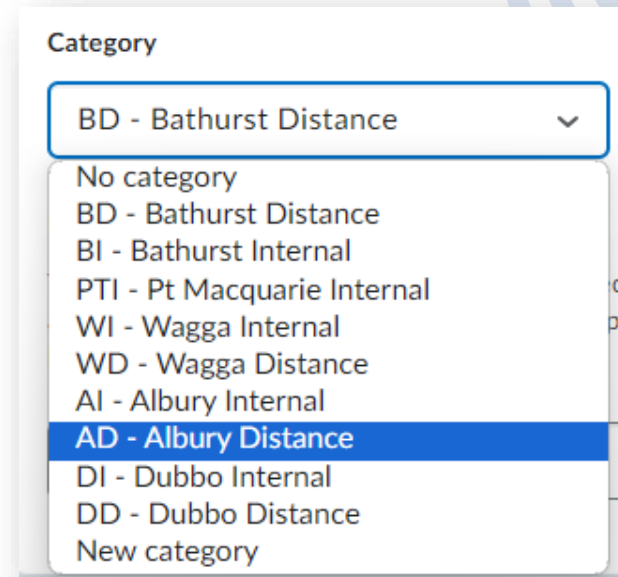 Category
BD - Bathurst Distance
No category
BD - Bathurst Distance
BI - Bathurst Internal
PTI - Pt Macquarie Internal
WI - Wagga Internal
WD - Wagga Distance
AI - Albury Internal
AD - Albury Distance
DI - Dubbo Internal
DD - Dubbo Distance
New category